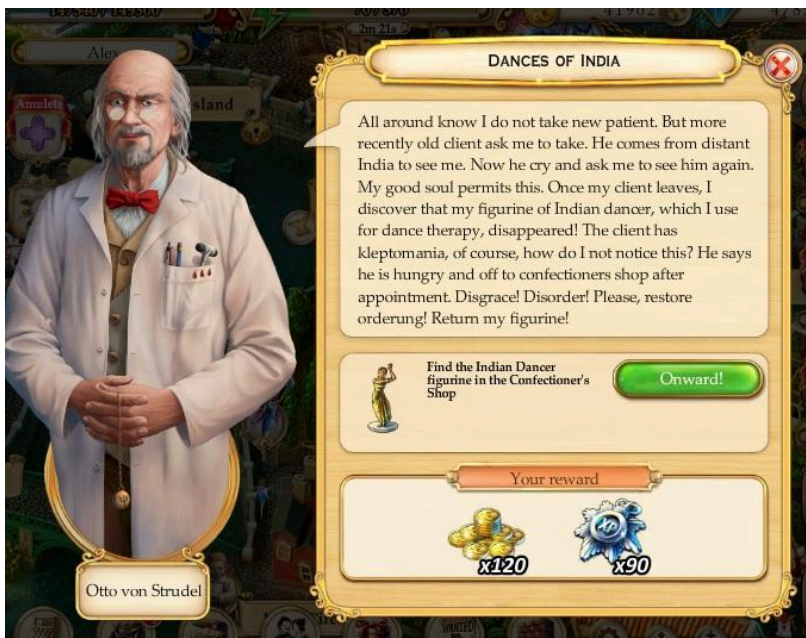 2m 21s
Alex
DANCES OF INDIA
Amulets
sland
All around know I do not take new patient. But more
recently old client ask me to take. He comes from distant
India to see me. Now he cry and ask me to see him again.
My good soul permits this. Once my client leaves, I
discover that my figurine of Indian dancer, which I use
for dance therapy, disappeared! The client has
kleptomania, of course, how do I not notice this? He says
he is hungry and off to confectioners shop after
appointment. Disgrace! Disorder! Please, restore
orderung! Return my figurine!
Find the Indian Dancer
figurine in the Confectioner's
Shop
Onward!
Your reward
XP
x120
x90
Otto von Strudel